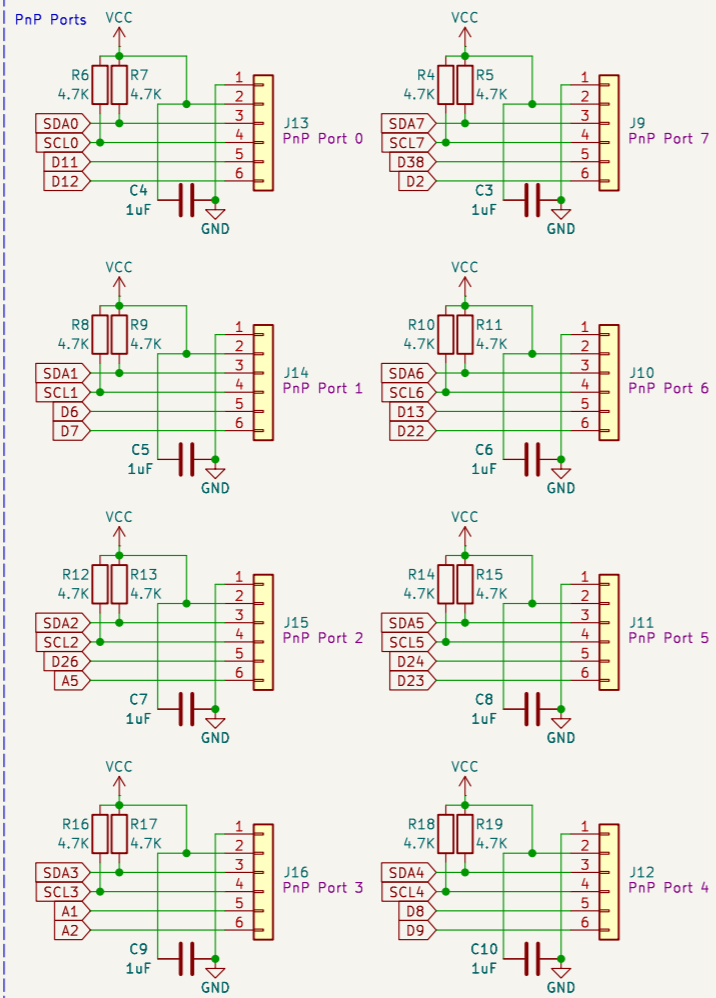 PnP Ports
VCC
R6
4.7K
R7
4.7K
1
2
3
4
5
6
J13
PnP Port 0
SDA0
SCL0
D11
D12
C4
1uF
GND
VCC
R4
4.7K
R5
4.7K
1
2
3
4
5
6
J9
PnP Port 7
SDA7
SCL7
D38
D2
C3
1uF
GND
VCC
R8
4.7K
R9
4.7K
1
2
3
4
5
6
J14
PnP Port 1
SDA1
SCL1
D6
D7
C5
1uF
GND
VCC
R10
4.7K
R11
4.7K
1
2
3
4
5
6
J10
PnP Port 6
SDA6
SCL6
D13
D22
C6
1uF
GND
VCC
R12
4.7K
R13
4.7K
1
2
3
4
5
6
J15
PnP Port 2
SDA2
SCL2
D26
A5
C7
1uF
GND
VCC
R14
4.7K
R15
4.7K
1
2
3
4
5
6
J11
PnP Port 5
SDA5
SCL5
D24
D23
C8
1uF
GND
VCC
R16
4.7K
R17
4.7K
1
2
3
4
5
6
J16
PnP Port 3
SDA3
SCL3
A1
A2
C9
1uF
GND
VCC
R18
4.7K
R19
4.7K
1
2
3
4
5
6
J12
PnP Port 4
SDA4
SCL4
D8
D9
C10
1uF
GND